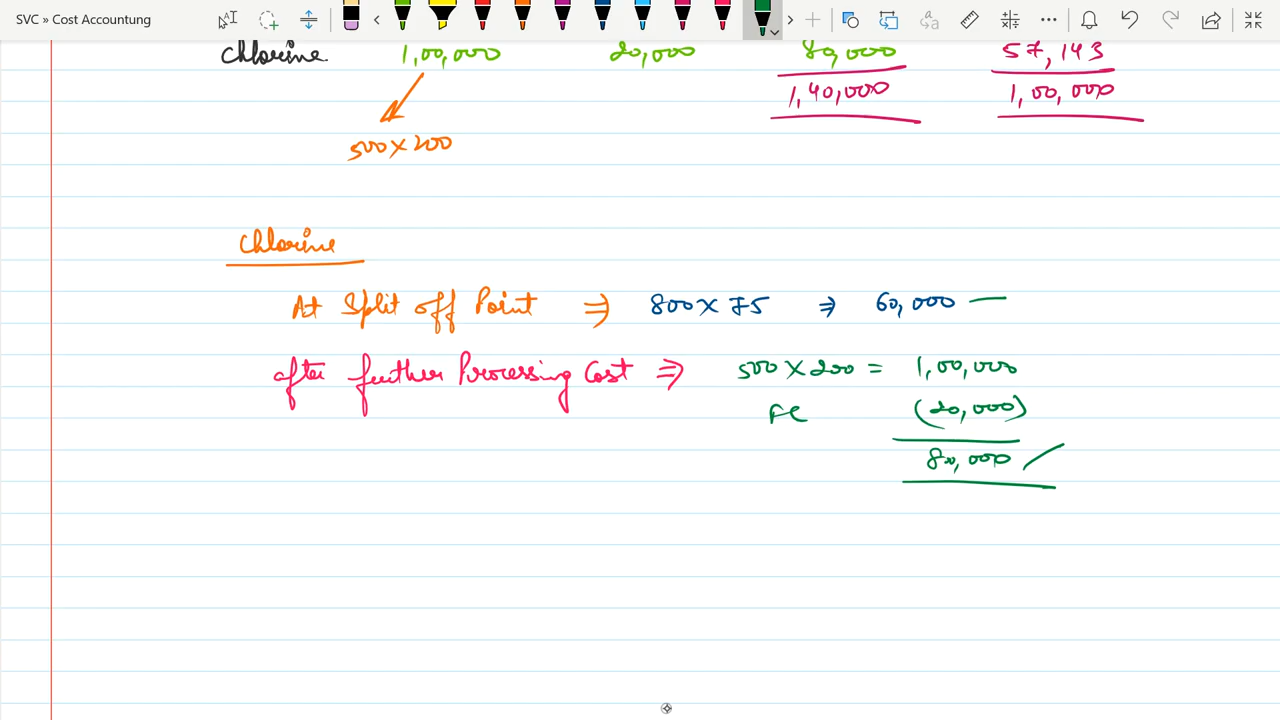 SVC » Cost Accountung
Chlorine 1,00,000 20,000 80,000 57,143
1,40,000 1,00,000
500 × 200
Chlorine
At Split off Point ⇒ 800 × 75 ⇒ 60,000 —
after further Processing Cost ⇒ 500 × 200 = 1,00,000
FC (20,000)
80,000